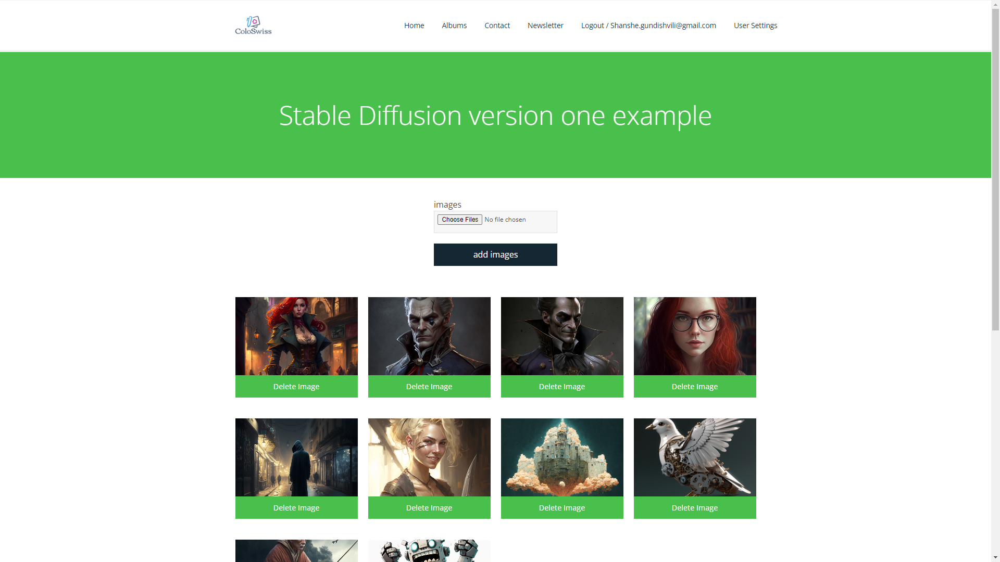 ColoSwiss
Home Albums Contact Newsletter Logout / Shanshe.gundishvili@gmail.com User Settings
Stable Diffusion version one example
images
Choose Files No file chosen
add images
Delete Image Delete Image Delete Image Delete Image
Delete Image Delete Image Delete Image Delete Image